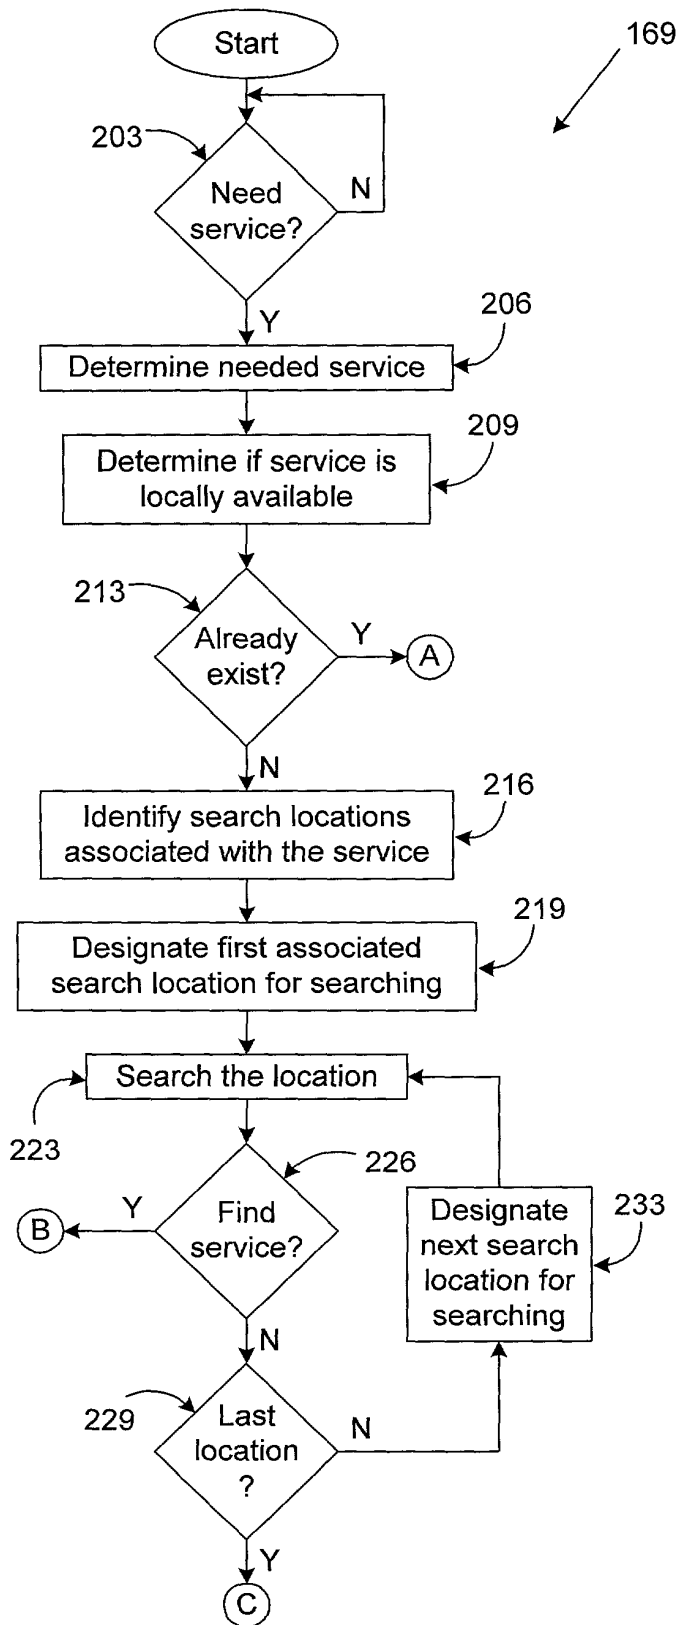 Start
169
203
Need
service?
N
Y
206
Determine needed service
209
Determine if service is
locally available
213
Already
exist?
Y
A
N
216
Identify search locations
associated with the service
219
Designate first associated
search location for searching
Search the location
223
226
Find
service?
Y
B
Designate
next search
location for
searching
233
N
229
Last
location
?
N
Y
C